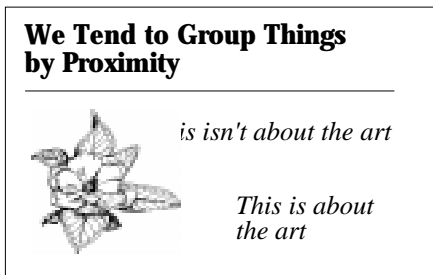 We Tend to Group Things
by Proximity
is isn't about the art
This is about
the art